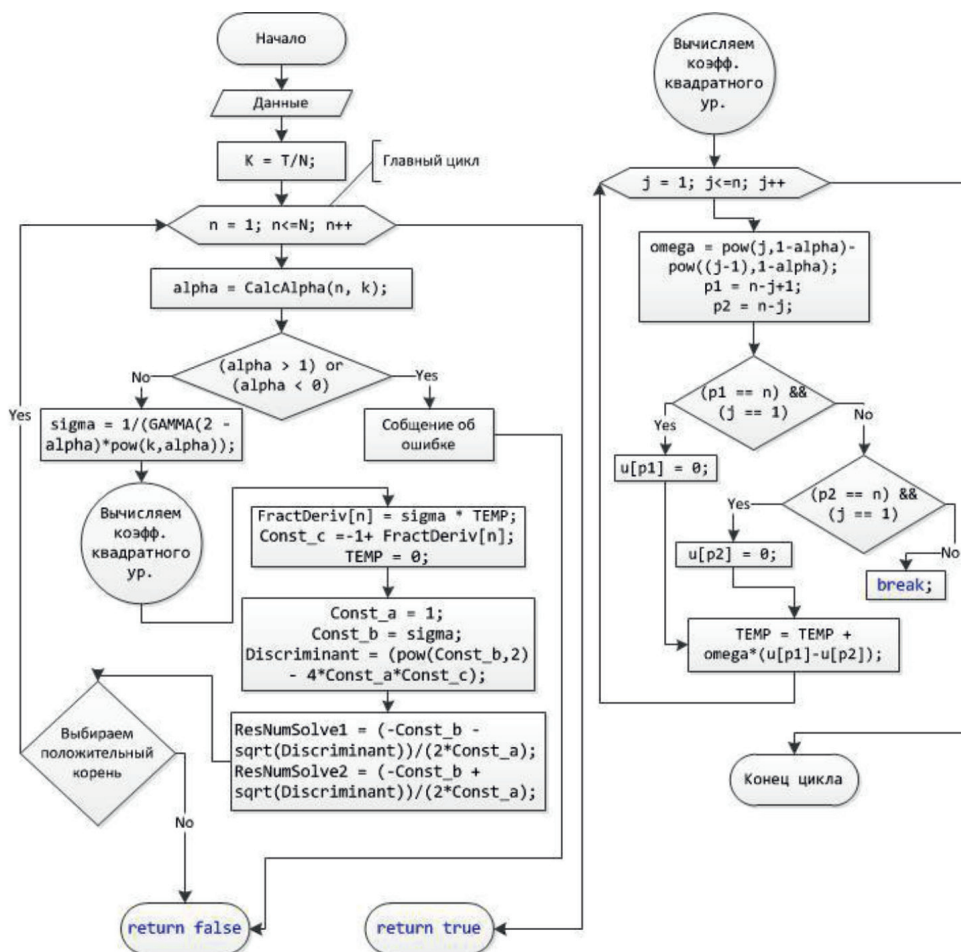 Начало
Данные
K = T/N;
Главный цикл
n = 1; n<=N; n++
alpha = CalcAlpha(n, k);
(alpha > 1) or
(alpha < 0)
No
Yes
Yes
sigma = 1/(GAMMA(2 -
alpha)*pow(k,alpha));
Собщение об
ошибке
Вычисляем
коэфф.
квадратного
ур.
FractDeriv[n] = sigma * TEMP;
Const_c =-1+ FractDeriv[n];
TEMP = 0;
Const_a = 1;
Const_b = sigma;
Discriminant = (pow(Const_b,2)
- 4*Const_a*Const_c);
ResNumSolve1 = (-Const_b -
sqrt(Discriminant))/(2*Const_a);
ResNumSolve2 = (-Const_b +
sqrt(Discriminant))/(2*Const_a);
Выбираем
положительный
корень
No
return false
return true
Вычисляем
коэфф.
квадратного
ур.
j = 1; j<=n; j++
omega = pow(j,1-alpha)-
pow((j-1),1-alpha);
p1 = n-j+1;
p2 = n-j;
(p1 == n) &&
(j == 1)
Yes
No
u[p1] = 0;
(p2 == n) &&
(j == 1)
Yes
No
u[p2] = 0;
break;
TEMP = TEMP +
omega*(u[p1]-u[p2]);
Конец цикла